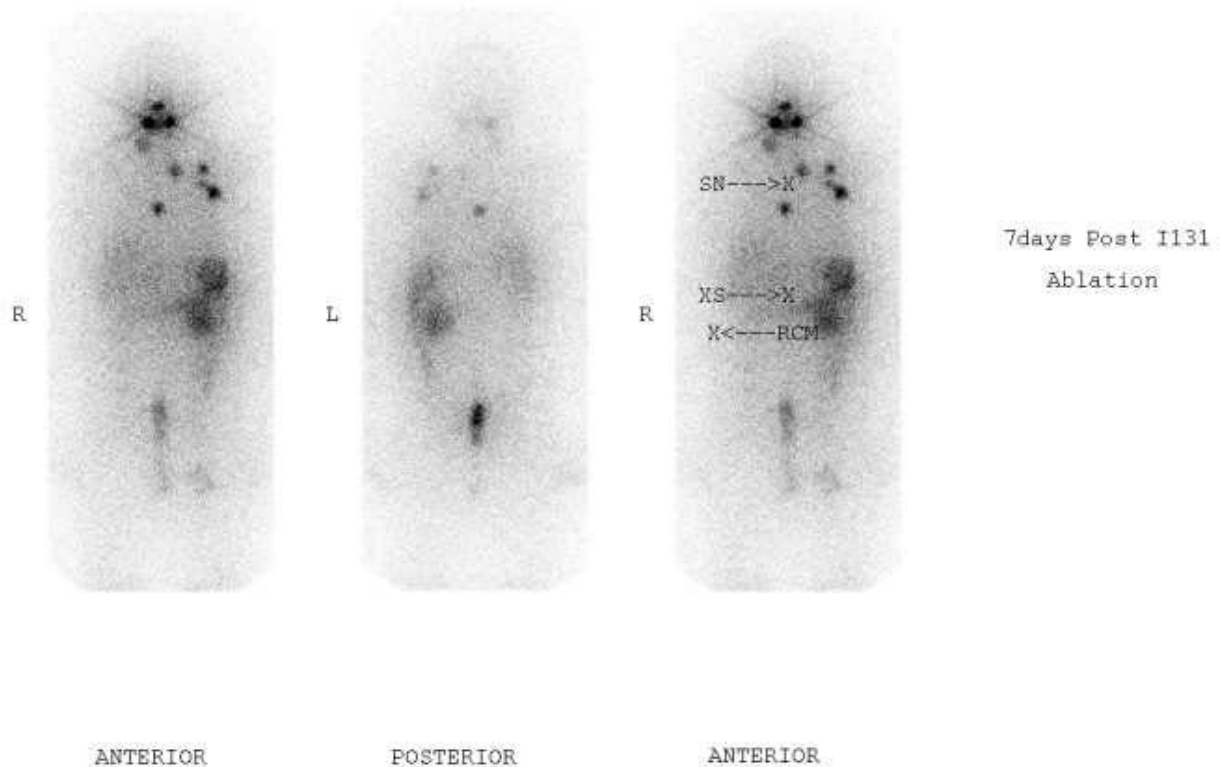 SN--->X
7days Post I131
Ablation
R
L
R
XS--->X
X<---RCM
ANTERIOR
POSTERIOR
ANTERIOR